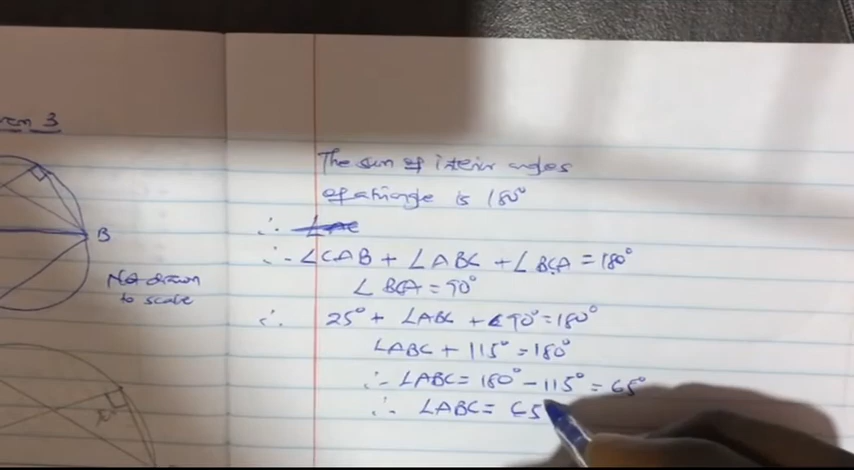 3
The sum of interior angles
of a triangle is 180°
∴
∴ ∠CAB + ∠ABC + ∠BCA = 180°
B
Not drawn
to scale
∠BCA = 90°
∴ 25° + ∠ABC + 90° = 180°
∠ABC + 115° = 180°
∴ ∠ABC = 180° - 115° = 65°
∴ ∠ABC = 65